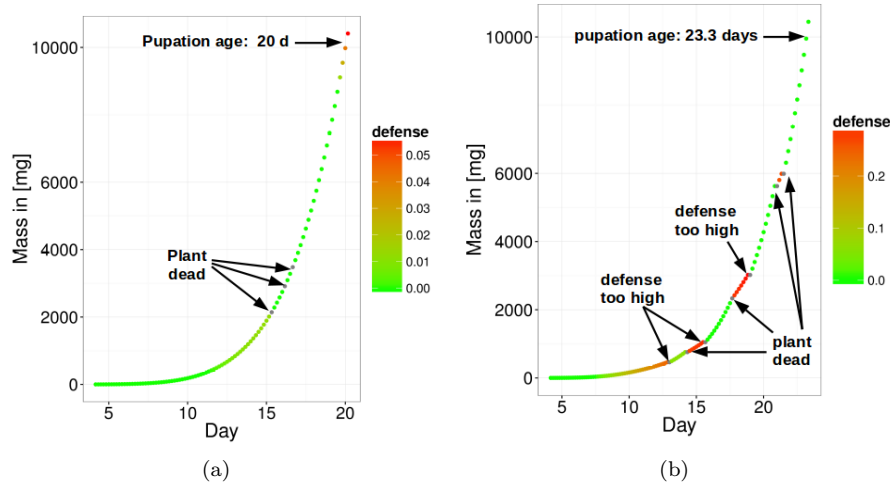 Pupation age: 20 d
10000
8000
6000
4000
2000
0
Mass in [mg]
Plant
dead
5
10
15
20
Day
defense
0.05
0.04
0.03
0.02
0.01
0.00
(a)
pupation age: 23.3 days
10000
8000
6000
4000
2000
0
Mass in [mg]
defense
too high
defense
too high
plant
dead
5
10
15
20
Day
defense
0.2
0.1
0.0
(b)